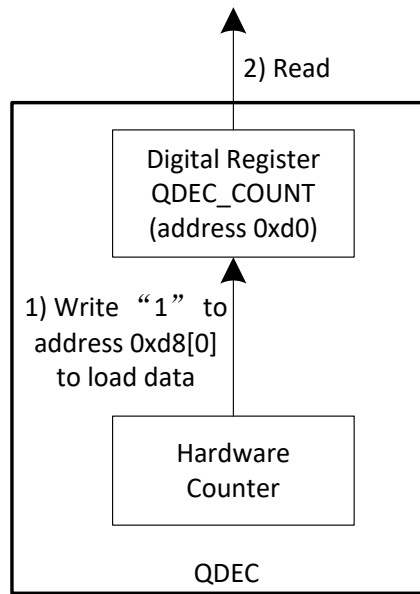 2) Read
Digital Register
QDEC_COUNT
(address 0xd0)
1) Write “1” to
address 0xd8[0]
to load data
Hardware
Counter
QDEC